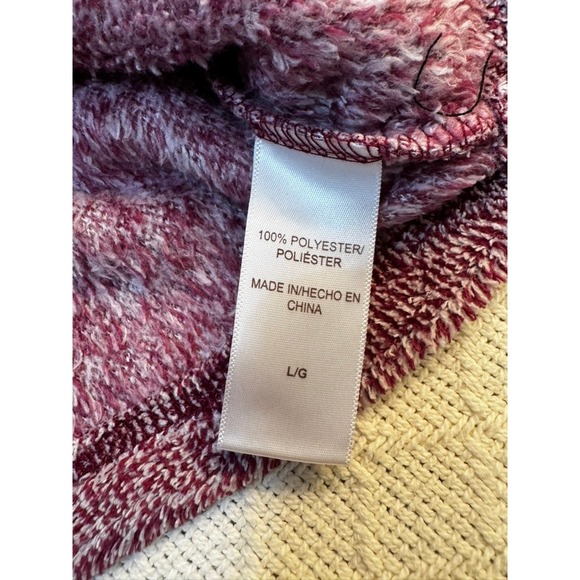 100% POLYESTER/
POLIÉSTER
MADE IN/HECHO EN
CHINA
L/G